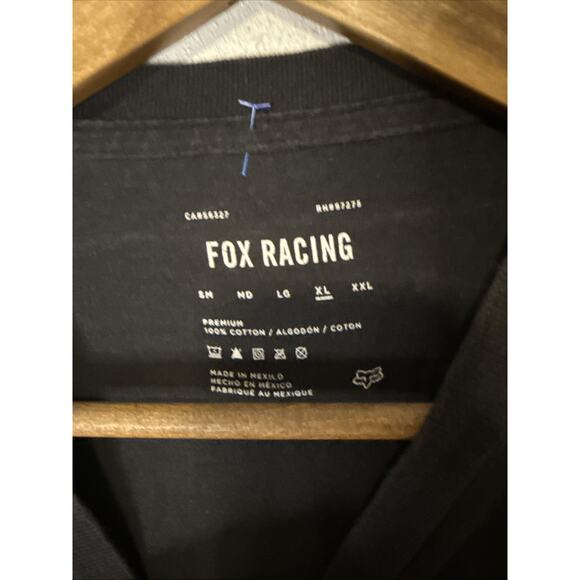 CA#56327 RN#97275
FOX RACING
SM MD LG XL XXL
PREMIUM
100% COTTON / ALGODÓN / COTON
MADE IN MEXILO
HECHO EN MÉXICO
FABRIQUÉ AU MEXIQUE